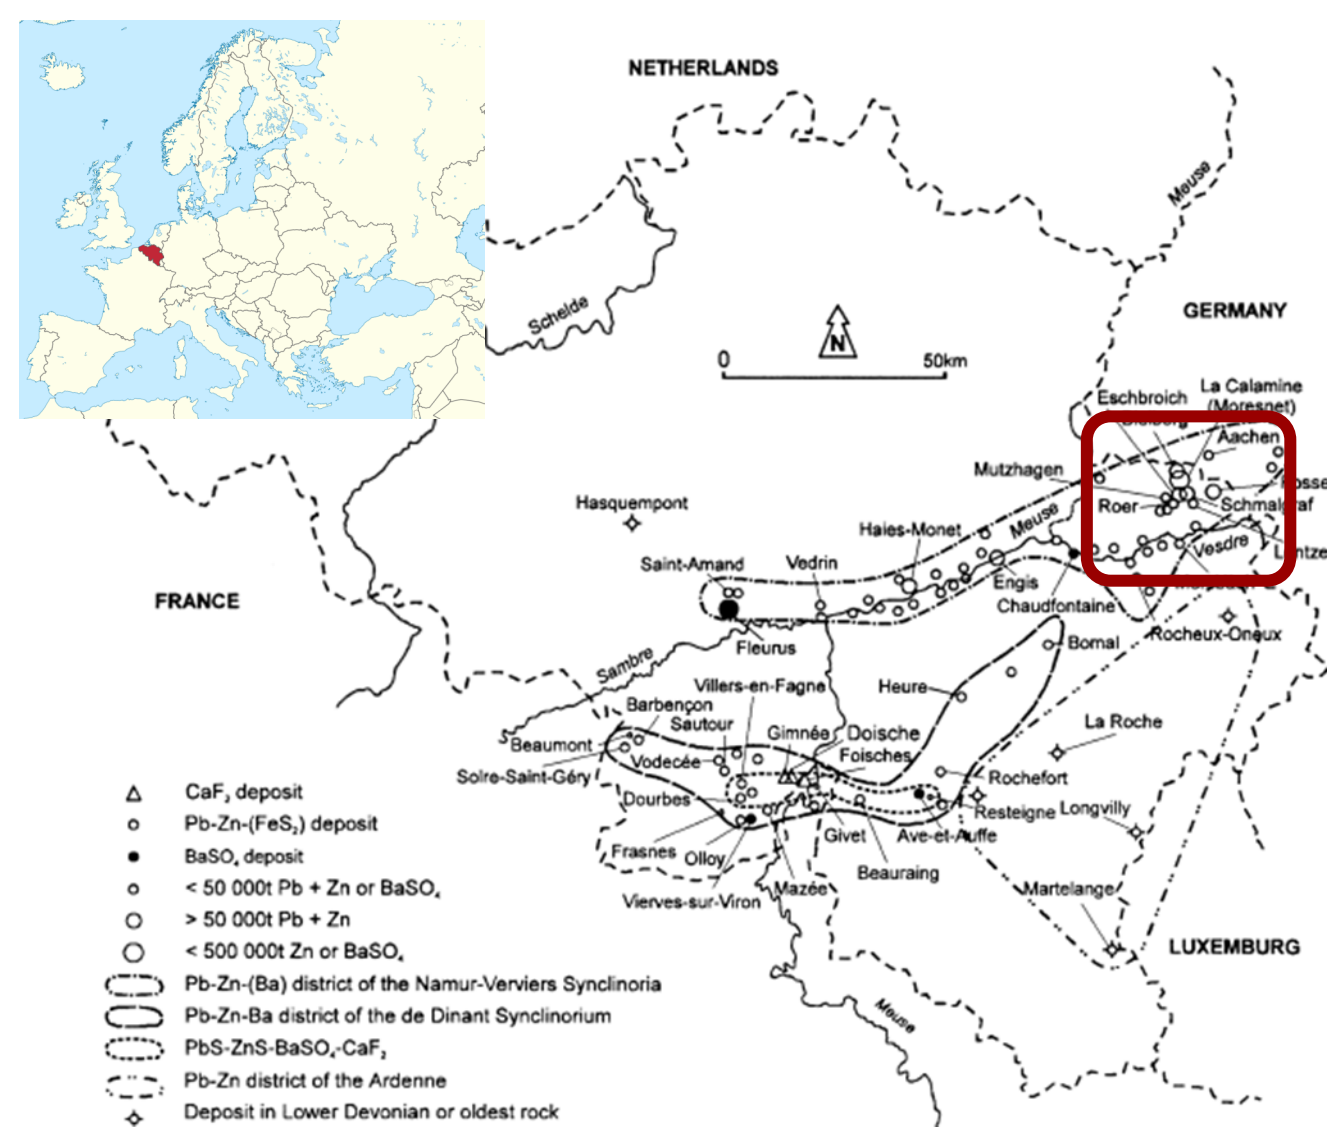 NETHERLANDS
Meuse
Schelde
GERMANY
N
0 50km
La Calamine
(Moresnet)
Eschbroich
Aachen
Mutzhagen
Roer
Schmalgraf
Meuse
Vesdre
Hasquempont
Haies-Monet
Saint-Amand
Vedrin
Engis
Chaudfontaine
Rocheux-Oneux
FRANCE
Fleurus
Sambre
Bomal
Villers-en-Fagne
Heure
Barbençon
Sautour
Gimnée
Doische
La Roche
Beaumont
Foisches
Vodecée
Solre-Saint-Géry
Rochefort
Dourbes
Resteigne
Longvilly
Givet
Ave-et-Auffe
Frasnes
Olloy
Beauraing
Mazée
Martelange
Vierves-sur-Viron
LUXEMBURG
Meuse
CaF₂ deposit
Pb-Zn-(FeS₂) deposit
BaSO₄ deposit
< 50 000t Pb + Zn or BaSO₄
> 50 000t Pb + Zn
< 500 000t Zn or BaSO₄
Pb-Zn-(Ba) district of the Namur-Verviers Synclinoria
Pb-Zn-Ba district of the de Dinant Synclinorium
PbS-ZnS-BaSO₄-CaF₂
Pb-Zn district of the Ardenne
Deposit in Lower Devonian or oldest rock